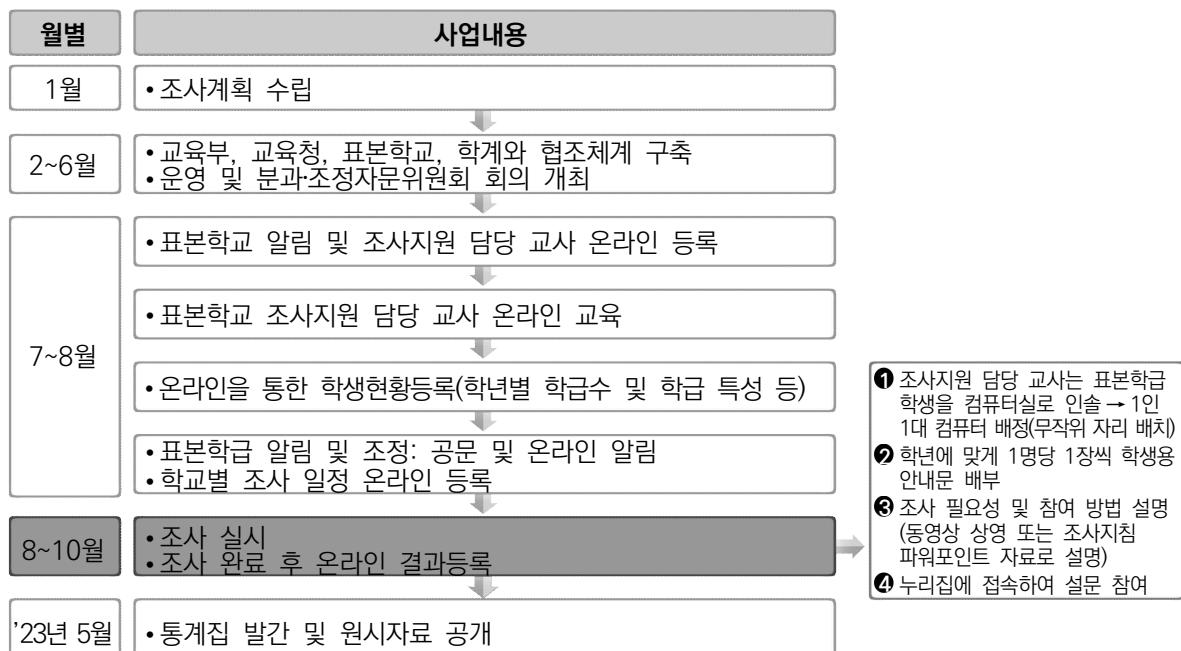 월별
사업내용
1월
• 조사계획 수립
2~6월
• 교육부, 교육청, 표본학교, 학계와 협조체계 구축
• 운영 및 분과·조정자문위원회 회의 개최
7~8월
• 표본학교 알림 및 조사지원 담당 교사 온라인 등록
• 표본학교 조사지원 담당 교사 온라인 교육
• 온라인을 통한 학생현황등록(학년별 학급수 및 학급 특성 등)
• 표본학급 알림 및 조정: 공문 및 온라인 알림
• 학교별 조사 일정 온라인 등록
8~10월
• 조사 실시
• 조사 완료 후 온라인 결과등록
❶ 조사지원 담당 교사는 표본학급
학생을 컴퓨터실로 인솔 → 1인
1대 컴퓨터 배정(무작위 자리 배치)
❷ 학년에 맞게 1명당 1장씩 학생용
안내문 배부
❸ 조사 필요성 및 참여 방법 설명
(동영상 상영 또는 조사지침
파워포인트 자료로 설명)
❹ 누리집에 접속하여 설문 참여
’23년 5월
• 통계집 발간 및 원시자료 공개